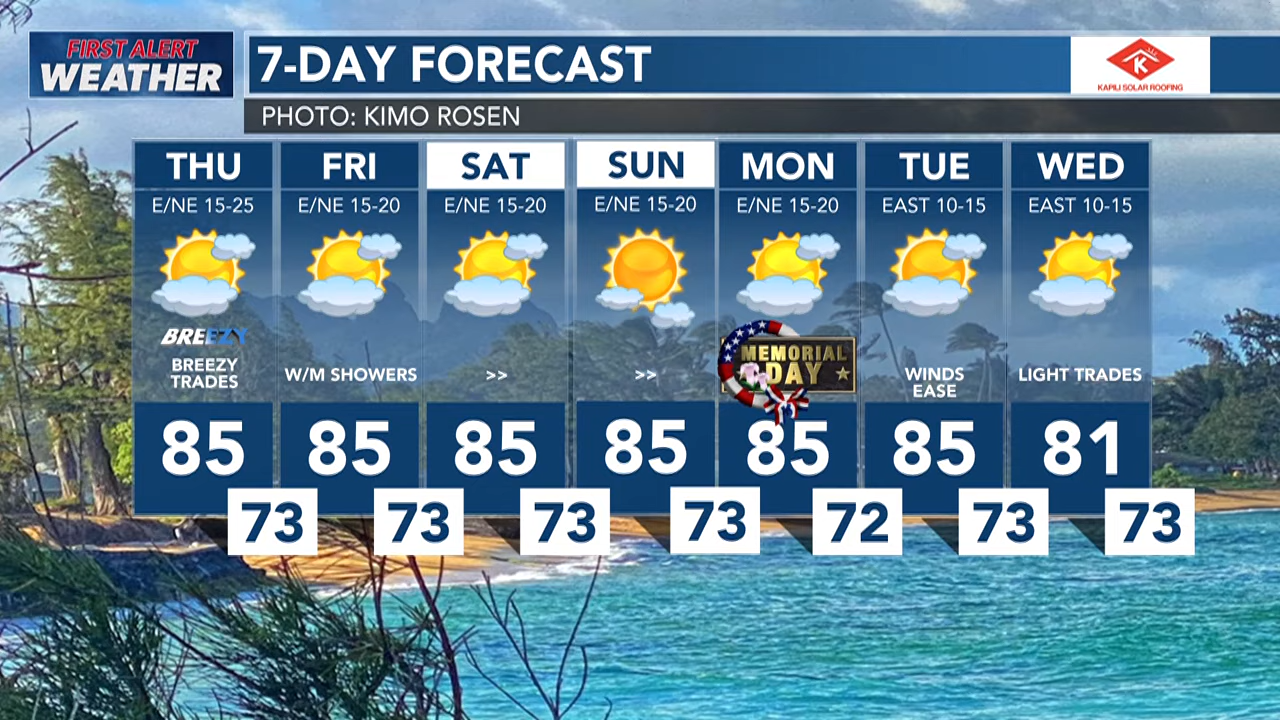 FIRST ALERT
WEATHER
7-DAY FORECAST
K
KAPILI SOLAR ROOFING
PHOTO: KIMO ROSEN
THU FRI SAT SUN MON TUE WED
E/NE 15-25 E/NE 15-20 E/NE 15-20 E/NE 15-20 E/NE 15-20 EAST 10-15 EAST 10-15
BREEZY
BREEZY
TRADES
W/M SHOWERS
>>
>>
MEMORIAL
DAY
WINDS
EASE
LIGHT TRADES
85 85 85 85 85 85 81
73 73 73 73 72 73 73